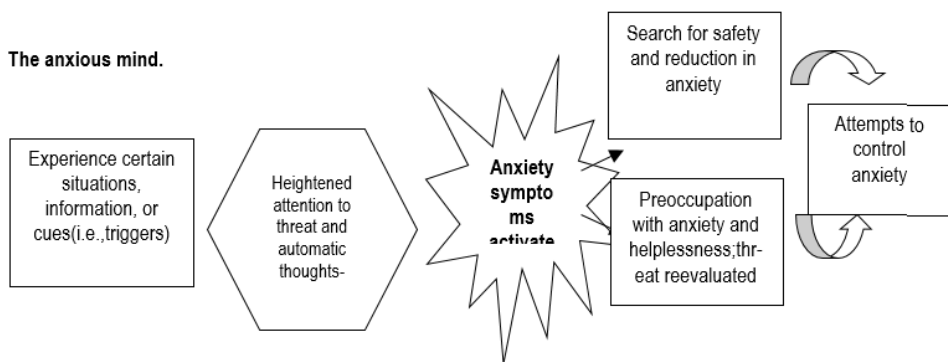 The anxious mind.
Experience certain
situations,
information, or
cues(i.e.,triggers)
Heightened
attention to
threat and
automatic
thoughts-
Anxiety
sympto
ms
activate
Search for safety
and reduction in
anxiety
Preoccupation
with anxiety and
helplessness;thr-
eat reevaluated
Attempts to
control
anxiety